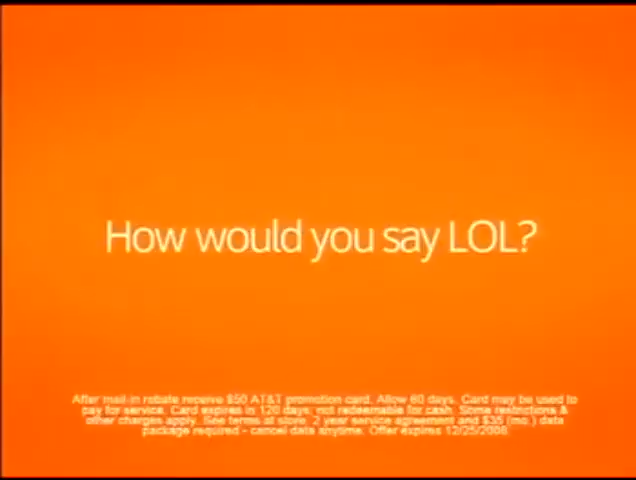 How would you say LOL?
After mail-in rebate receive $50 AT&T promotion card. Allow 60 days. Card may be used to
pay for service. Card expires in 120 days; not redeemable for cash. Some restrictions &
other charges apply. See terms at store. 2 year service agreement and $35 (mo.) data
package required - cancel data anytime. Offer expires 12/25/2008.